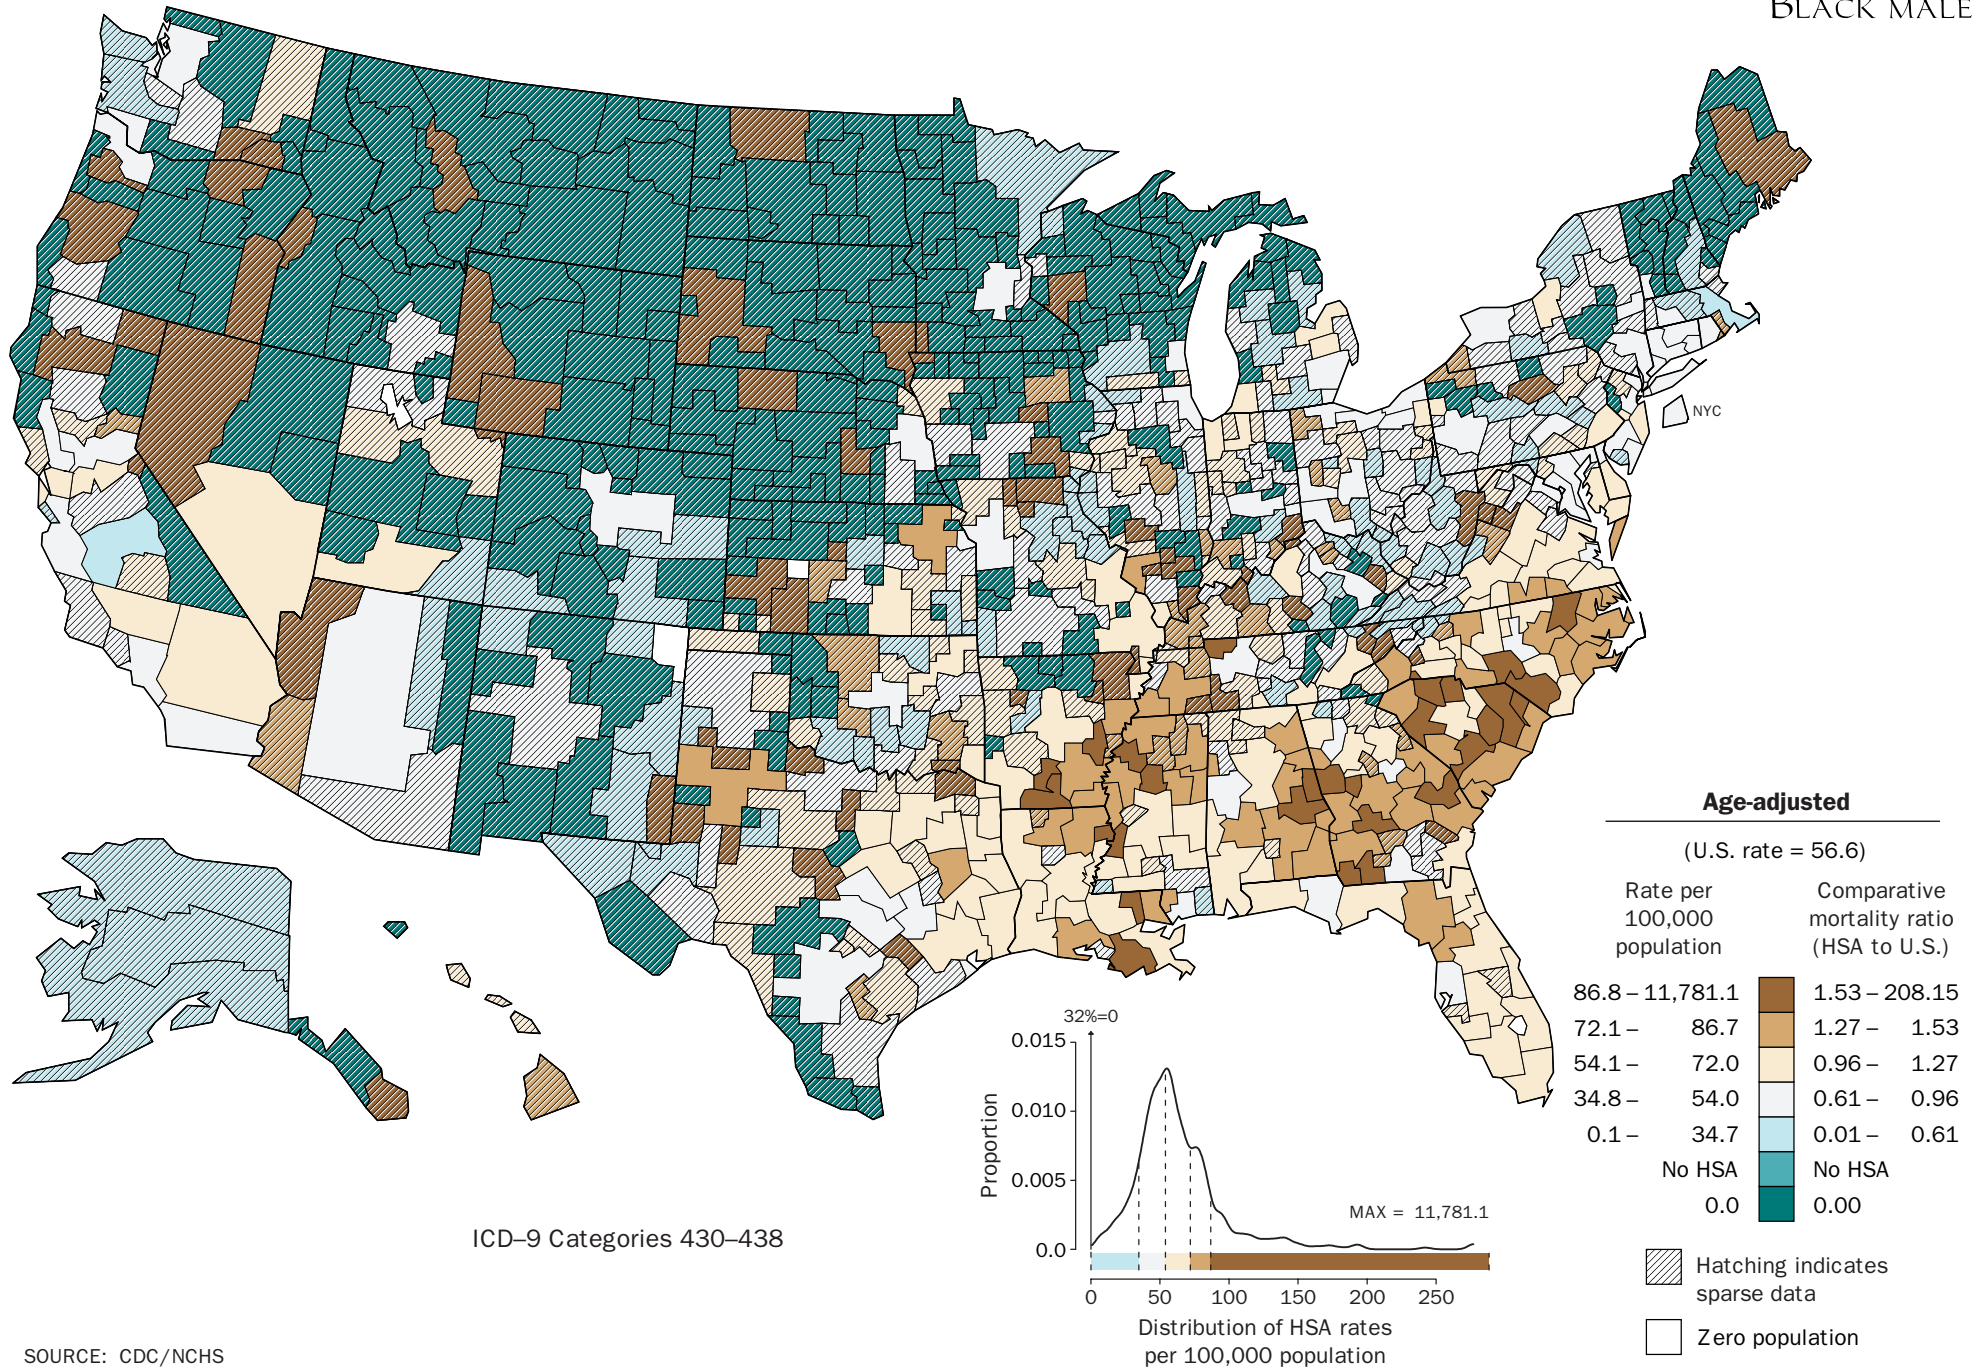 BLACK MALE
NYC
Age-adjusted
(U.S. rate = 56.6)
Rate per
100,000
population
Comparative
mortality ratio
(HSA to U.S.)
86.8 – 11,781.1 1.53 – 208.15
72.1 – 86.7 1.27 – 1.53
54.1 – 72.0 0.96 – 1.27
34.8 – 54.0 0.61 – 0.96
0.1 – 34.7 0.01 – 0.61
No HSA No HSA
0.0 0.00
Hatching indicates
sparse data
Zero population
32%=0
0.015
0.010
0.005
0.0
Proportion
MAX = 11,781.1
0 50 100 150 200 250
Distribution of HSA rates
per 100,000 population
ICD–9 Categories 430–438
SOURCE: CDC/NCHS